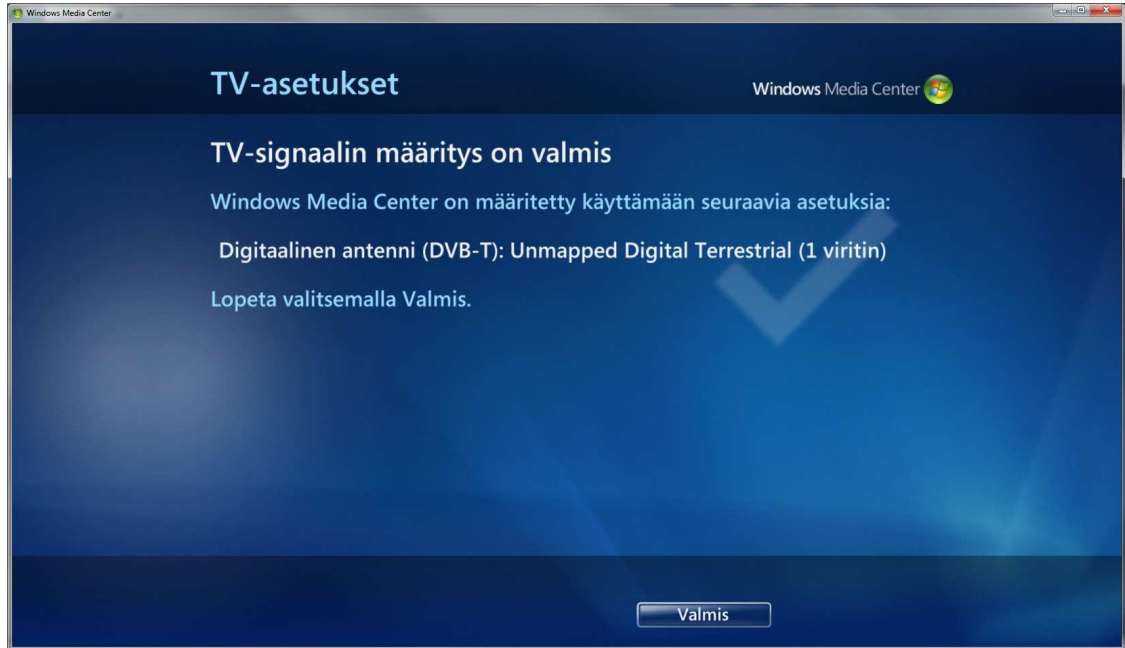 Windows Media Center
TV-asetukset
Windows Media Center
TV-signaalin määritys on valmis
Windows Media Center on määritetty käyttämään seuraavia asetuksia:
Digitaalinen antenni (DVB-T): Unmapped Digital Terrestrial (1 viritin)
Lopeta valitsemalla Valmis.
Valmis